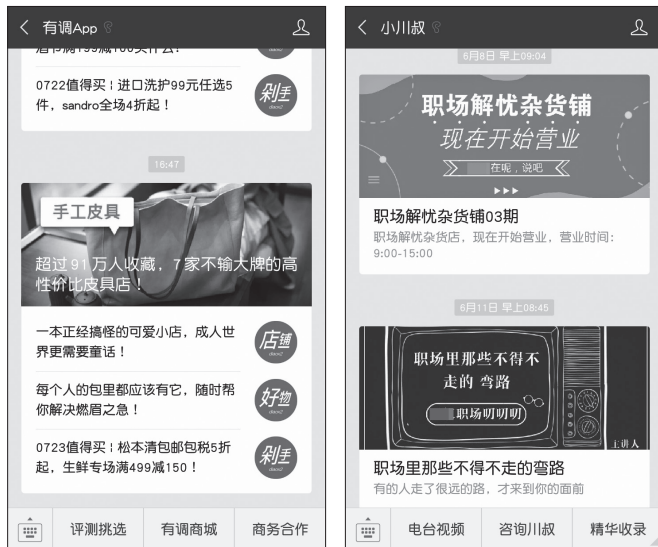 有调App
酒节满199减100买什么？
0722值得买 ¦ 进口洗护99元任选5
件，sandro全场4折起！
剁手
16:47
手工皮具
超过91万人收藏，7家不输大牌的高
性价比皮具店！
一本正经搞怪的可爱小店，成人世
界更需要童话！
店铺
每个人的包里都应该有它，随时帮
你解决燃眉之急！
好物
0723值得买 ¦ 松本清包邮包税5折
起，生鲜专场满499减150！
剁手
评测挑选
有调商城
商务合作
小川叔
6月8日 早上09:04
职场解忧杂货铺
现在开始营业
在呢，说吧
职场解忧杂货铺03期
职场解忧杂货店，现在开始营业，营业时间：
9:00-15:00
6月11日 早上08:45
职场里那些不得不
走的 弯路
职场叨叨叨
主讲人
职场里那些不得不走的弯路
有的人走了很远的路，才来到你的面前
电台视频
咨询川叔
精华收录